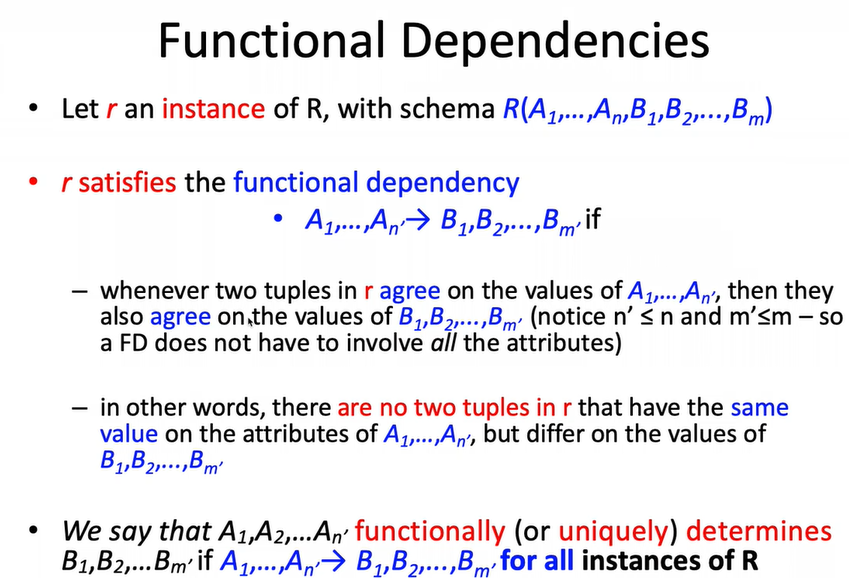 Functional Dependencies
• Let r an instance of R, with schema R(A₁,...,Aₙ,B₁,B₂,...,Bₘ)
• r satisfies the functional dependency
• A₁,...,Aₙ′→ B₁,B₂,...,Bₘ′ if
– whenever two tuples in r agree on the values of A₁,...,Aₙ′, then they
also agree on the values of B₁,B₂,...,Bₘ′ (notice n′ ≤ n and m′≤m – so
a FD does not have to involve all the attributes)
– in other words, there are no two tuples in r that have the same
value on the attributes of A₁,...,Aₙ′, but differ on the values of
B₁,B₂,...,Bₘ′
• We say that A₁,A₂,...Aₙ′ functionally (or uniquely) determines
B₁,B₂,...Bₘ′ if A₁,...,Aₙ′→ B₁,B₂,...,Bₘ′ for all instances of R